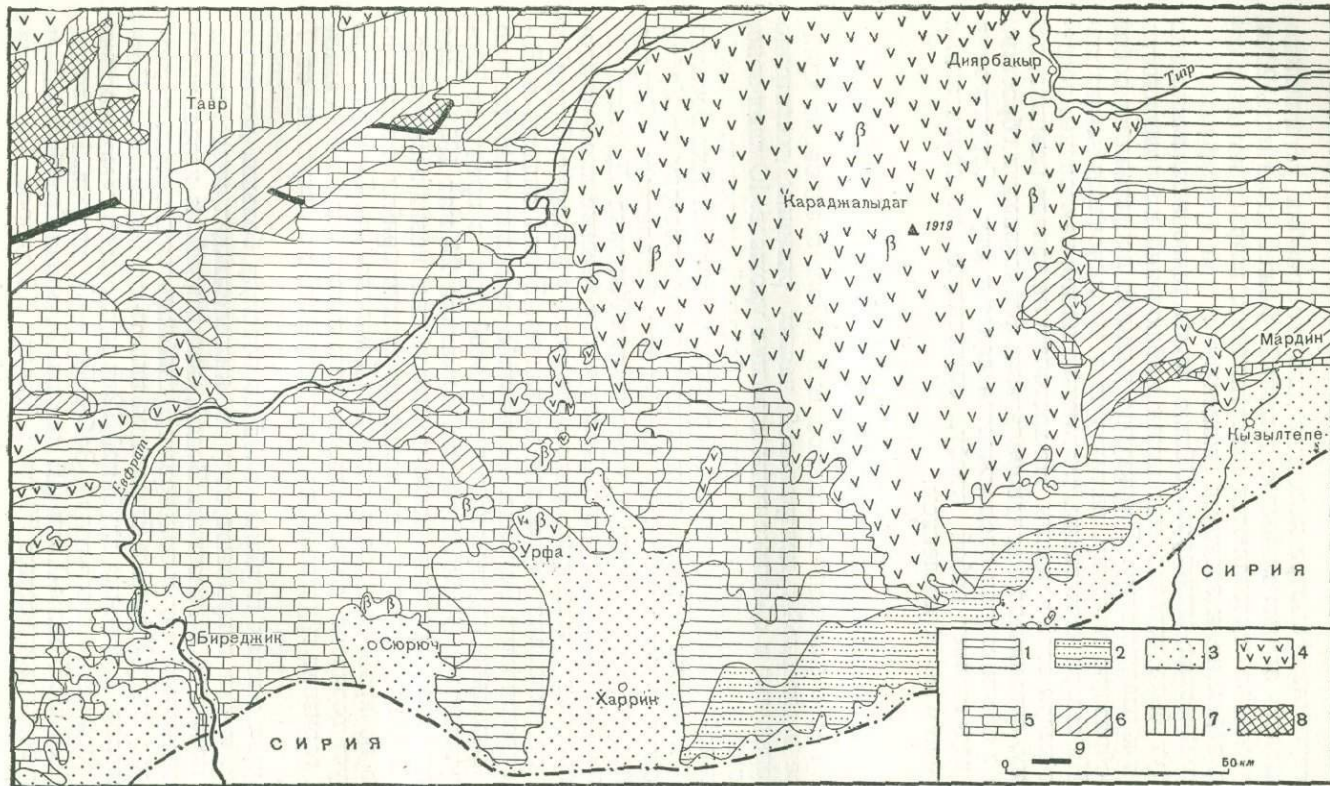 Диярбакыр
Тигр
Тавр
β
Караджалыдаг
β
1919
β
β
Мардин
Кызылтепе
Евфрат
β
β
β
Урфа
СИРИЯ
β β
Биреджик
Сюрюч
Харрин
СИРИЯ
1 2 3 4
5 6 7 8
9
0 50 км